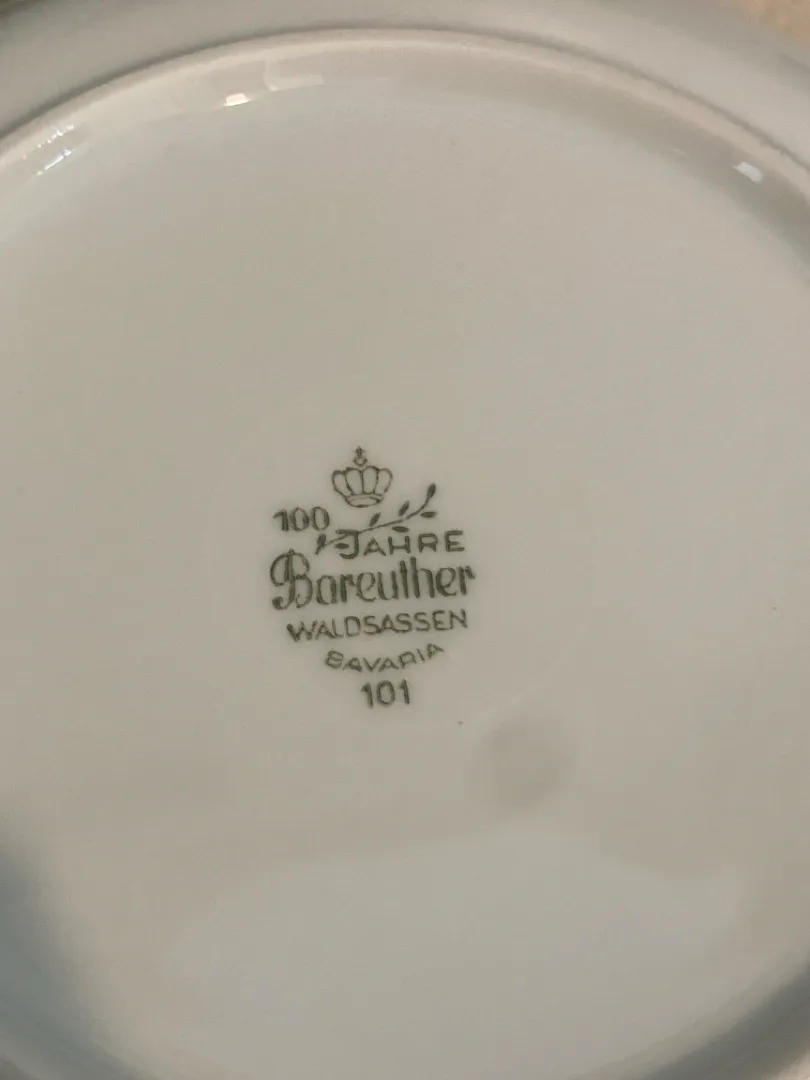 100
JAHRE
Bareuther
WALDSASSEN
BAVARIA
101